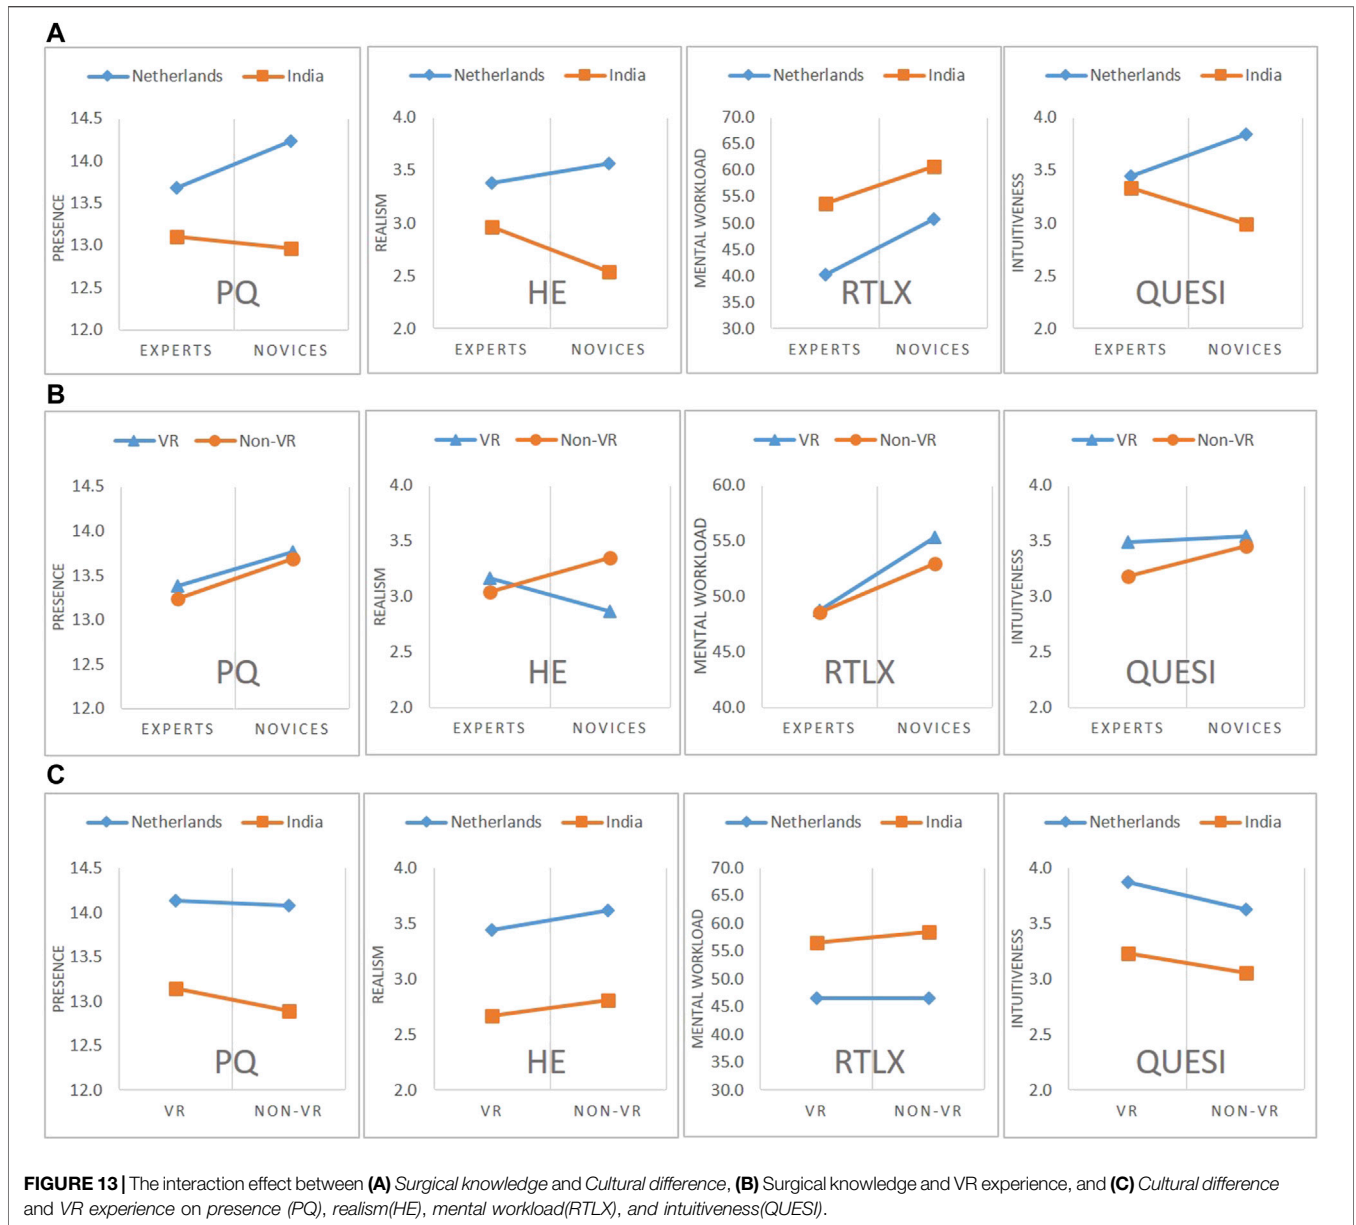 A
Netherlands India
14.5
14.0
13.5
13.0
12.5
12.0
PRESENCE
PQ
EXPERTS NOVICES
Netherlands India
4.0
3.5
3.0
2.5
2.0
REALISM
HE
EXPERTS NOVICES
Netherlands India
70.0
65.0
60.0
55.0
50.0
45.0
40.0
35.0
30.0
MENTAL WORKLOAD
RTLX
EXPERTS NOVICES
Netherlands India
4.0
3.5
3.0
2.5
2.0
INTUITIVENESS
QUESI
EXPERTS NOVICES
B
VR Non-VR
14.5
14.0
13.5
13.0
12.5
12.0
PRESENCE
PQ
EXPERTS NOVICES
VR Non-VR
4.0
3.5
3.0
2.5
2.0
REALISM
HE
EXPERTS NOVICES
VR Non-VR
60.0
55.0
50.0
45.0
40.0
MENTAL WORKLOAD
RTLX
EXPERTS NOVICES
VR Non-VR
4.0
3.5
3.0
2.5
2.0
INTUITVENESS
QUESI
EXPERTS NOVICES
C
Netherlands India
14.5
14.0
13.5
13.0
12.5
12.0
PRESENCE
PQ
VR NON-VR
Netherlands India
4.0
3.5
3.0
2.5
2.0
REALISM
HE
VR NON-VR
Netherlands India
70.0
65.0
60.0
55.0
50.0
45.0
40.0
35.0
30.0
MENTAL WORKLOAD
RTLX
VR NON-VR
Netherlands India
4.0
3.5
3.0
2.5
2.0
INTUITIVENESS
QUESI
VR NON-VR
FIGURE 13 | The interaction effect between (A) Surgical knowledge and Cultural difference, (B) Surgical knowledge and VR experience, and (C) Cultural difference
and VR experience on presence (PQ), realism(HE), mental workload(RTLX), and intuitiveness(QUESI).